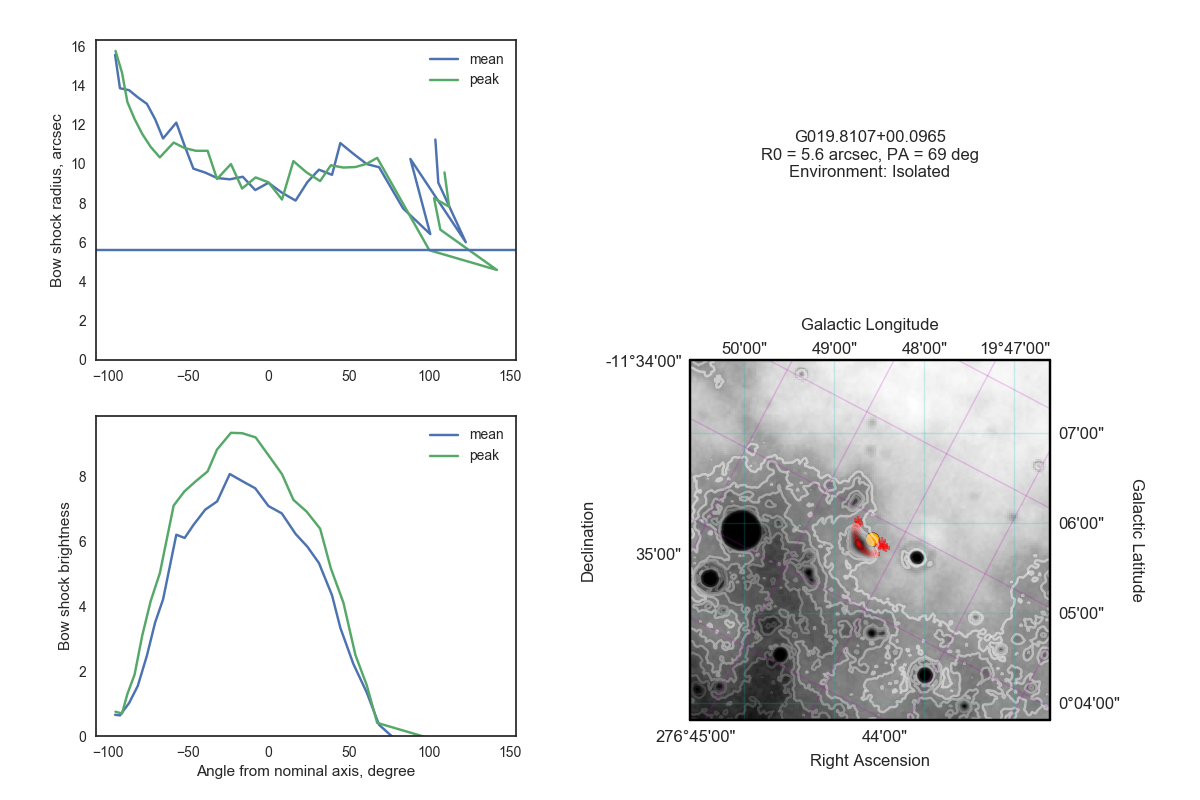 16
14
12
10
8
6
4
2
0
Bow shock radius, arcsec
mean
peak
−100
−50
0
50
100
150
8
6
4
2
0
Bow shock brightness
mean
peak
−100
−50
0
50
100
150
Angle from nominal axis, degree
G019.8107+00.0965
R0 = 5.6 arcsec, PA = 69 deg
Environment: Isolated
Galactic Longitude
50'00"
49'00"
48'00"
19°47'00"
-11°34'00"
35'00"
Declination
07'00"
06'00"
05'00"
0°04'00"
Galactic Latitude
276°45'00"
44'00"
Right Ascension